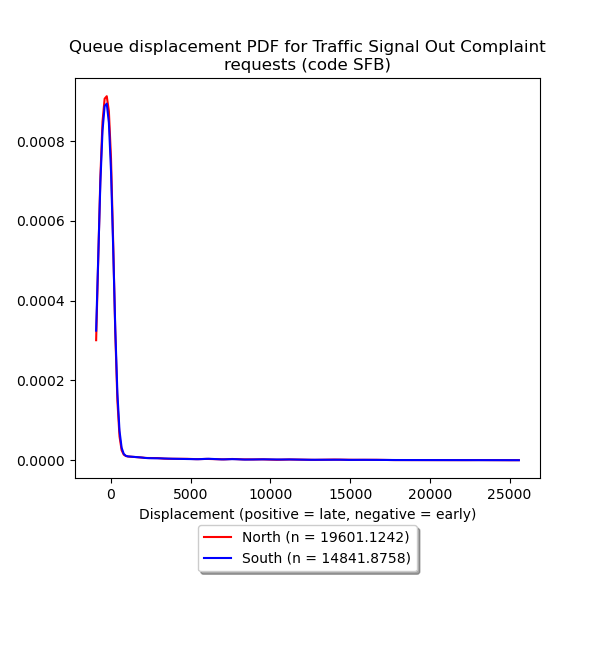 Queue displacement PDF for Traffic Signal Out Complaint
requests (code SFB)
0.0008
0.0006
0.0004
0.0002
0.0000
0 5000 10000 15000 20000 25000
Displacement (positive = late, negative = early)
North (n = 19601.1242)
South (n = 14841.8758)